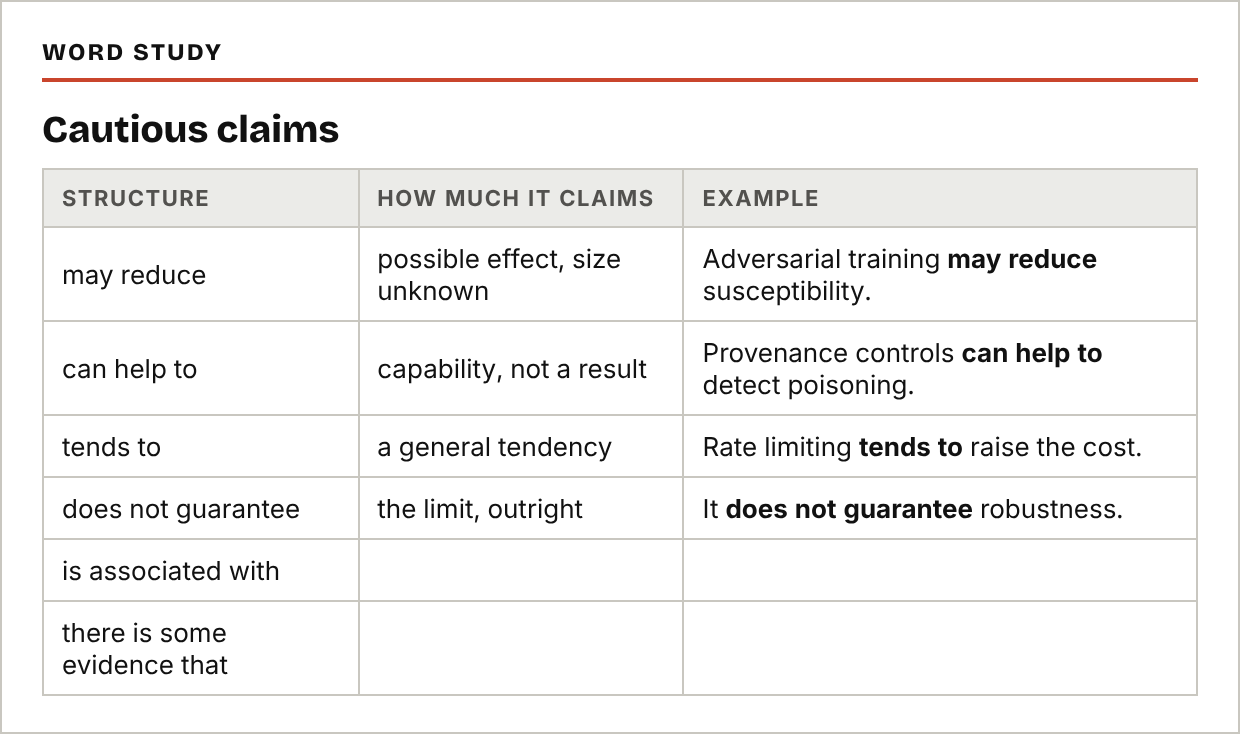 WORD STUDY
Cautious claims
STRUCTURE
HOW MUCH IT CLAIMS
EXAMPLE
may reduce
possible effect, size
unknown
Adversarial training may reduce
susceptibility.
can help to
capability, not a result
Provenance controls can help to
detect poisoning.
tends to
a general tendency
Rate limiting tends to raise the cost.
does not guarantee
the limit, outright
It does not guarantee robustness.
is associated with
there is some
evidence that